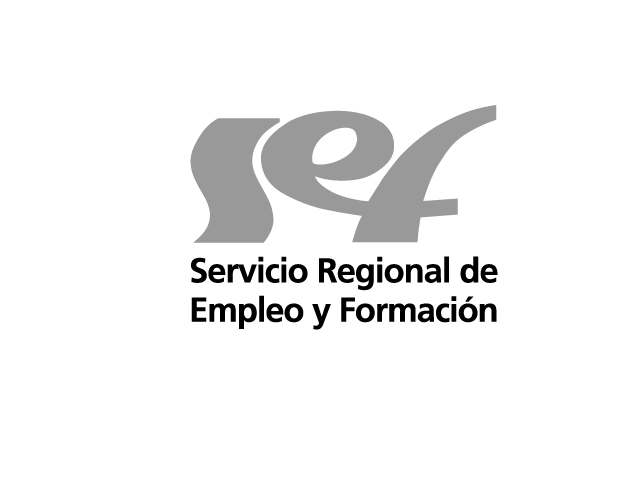 sef
Servicio Regional de
Empleo y Formación